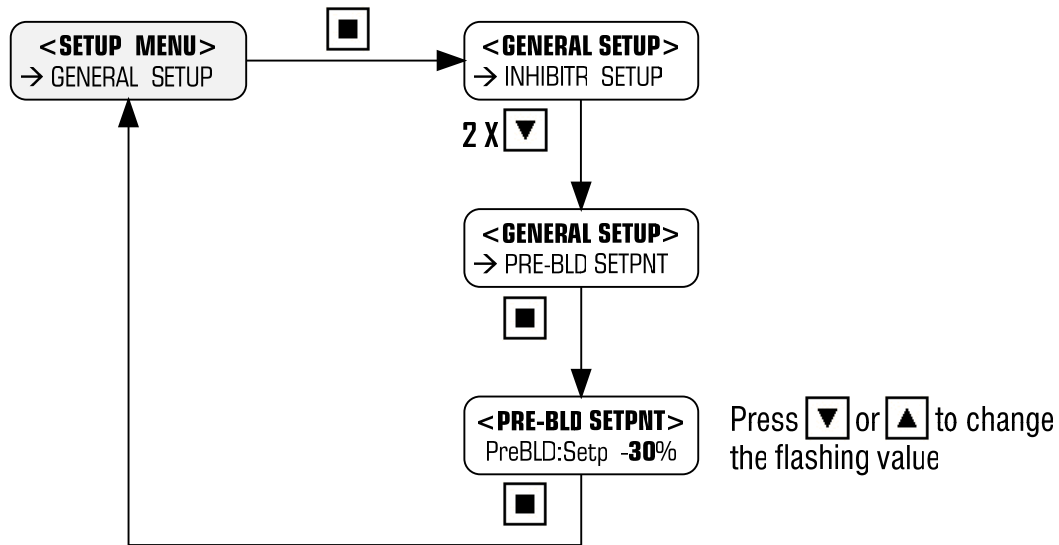 <SETUP MENU>
→ GENERAL SETUP
<GENERAL SETUP>
→ INHIBITR SETUP
2 X ▼
<GENERAL SETUP>
→ PRE-BLD SETPNT
<PRE-BLD SETPNT>
PreBLD:Setp -30%
Press ▼ or ▲ to change
the flashing value